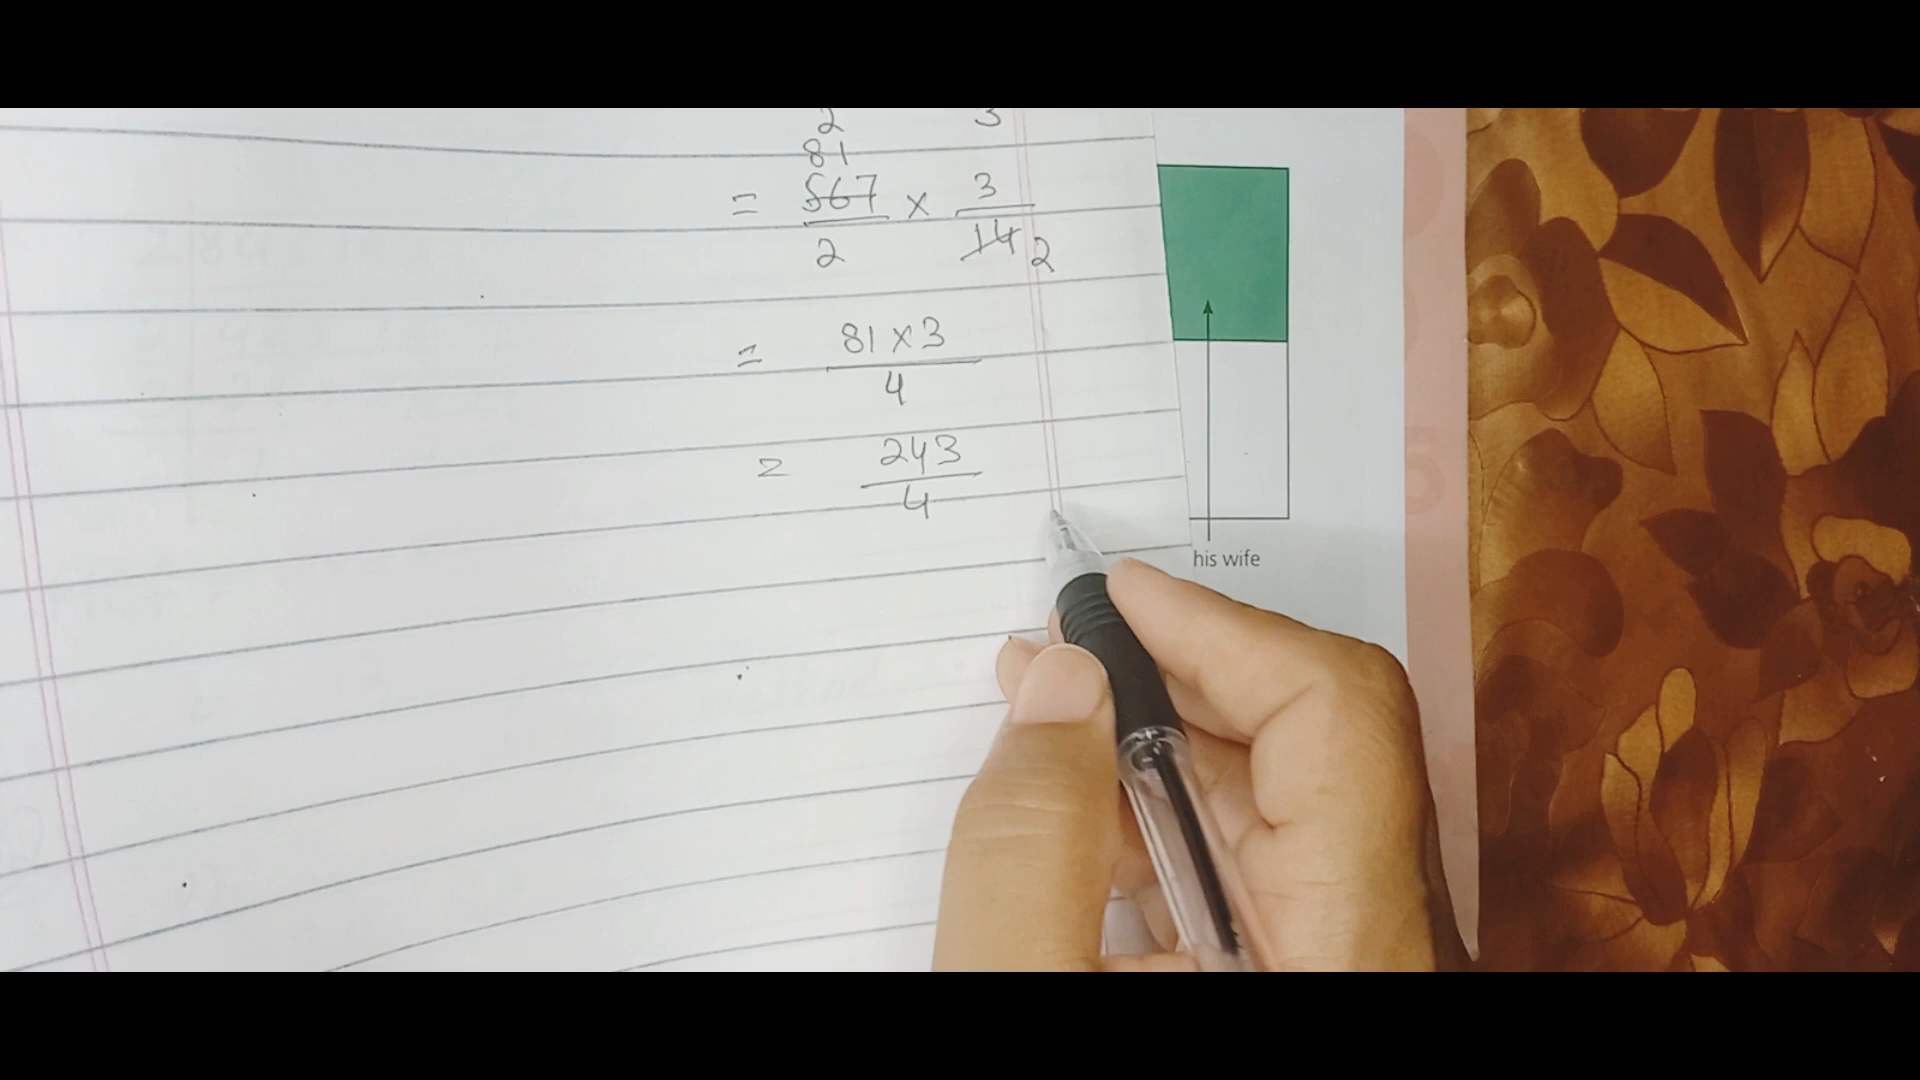 2 3
81
= 567/2 × 3/14 2
= 81 × 3/4
= 243/4
his wife